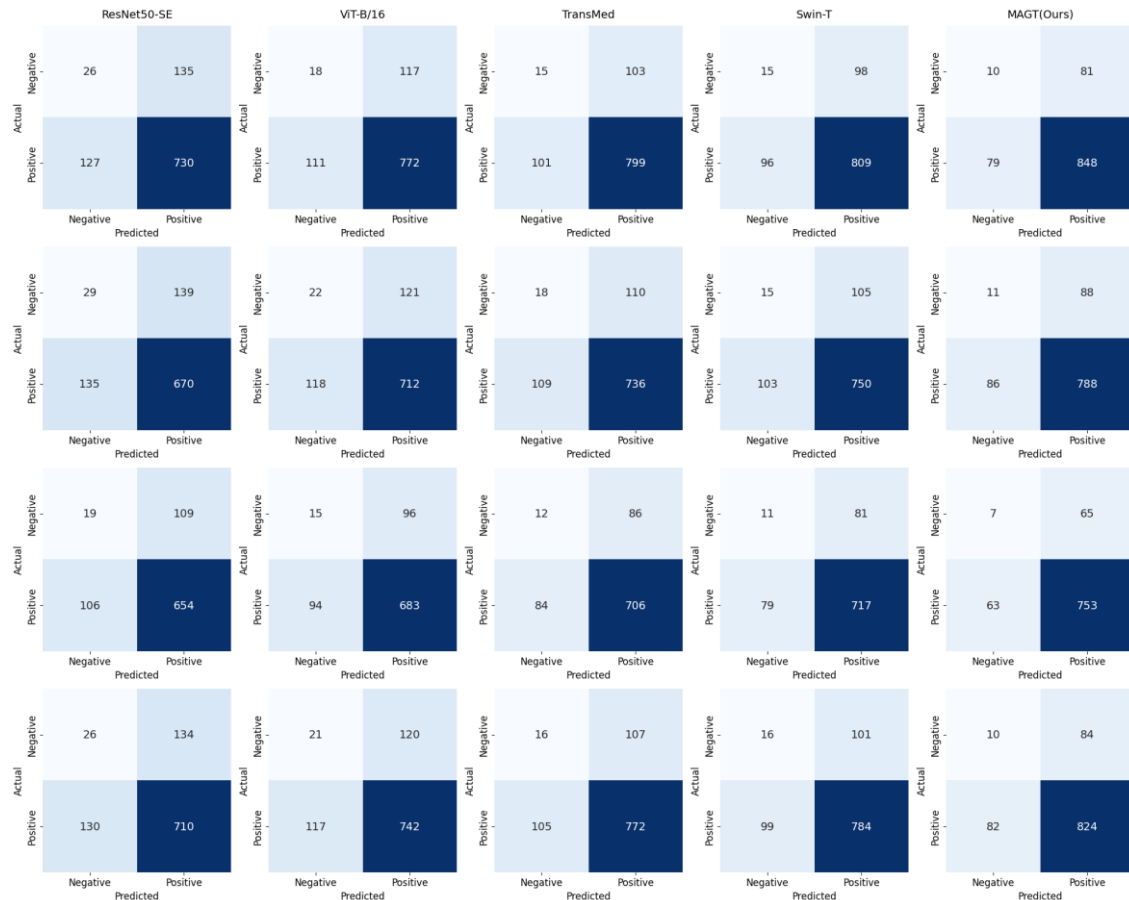 ResNet50-SE ViT-B/16 TransMed Swin-T MAGT(Ours)
Actual Negative 26 135 Actual Negative 18 117 Actual Negative 15 103 Actual Negative 15 98 Actual Negative 10 81
Positive 127 730 Positive 111 772 Positive 101 799 Positive 96 809 Positive 79 848
Negative Positive Negative Positive Negative Positive Negative Positive Negative Positive
Predicted Predicted Predicted Predicted Predicted
Actual Negative 29 139 Actual Negative 22 121 Actual Negative 18 110 Actual Negative 15 105 Actual Negative 11 88
Positive 135 670 Positive 118 712 Positive 109 736 Positive 103 750 Positive 86 788
Negative Positive Negative Positive Negative Positive Negative Positive Negative Positive
Predicted Predicted Predicted Predicted Predicted
Actual Negative 19 109 Actual Negative 15 96 Actual Negative 12 86 Actual Negative 11 81 Actual Negative 7 65
Positive 106 654 Positive 94 683 Positive 84 706 Positive 79 717 Positive 63 753
Negative Positive Negative Positive Negative Positive Negative Positive Negative Positive
Predicted Predicted Predicted Predicted Predicted
Actual Negative 26 134 Actual Negative 21 120 Actual Negative 16 107 Actual Negative 16 101 Actual Negative 10 84
Positive 130 710 Positive 117 742 Positive 105 772 Positive 99 784 Positive 82 824
Negative Positive Negative Positive Negative Positive Negative Positive Negative Positive
Predicted Predicted Predicted Predicted Predicted